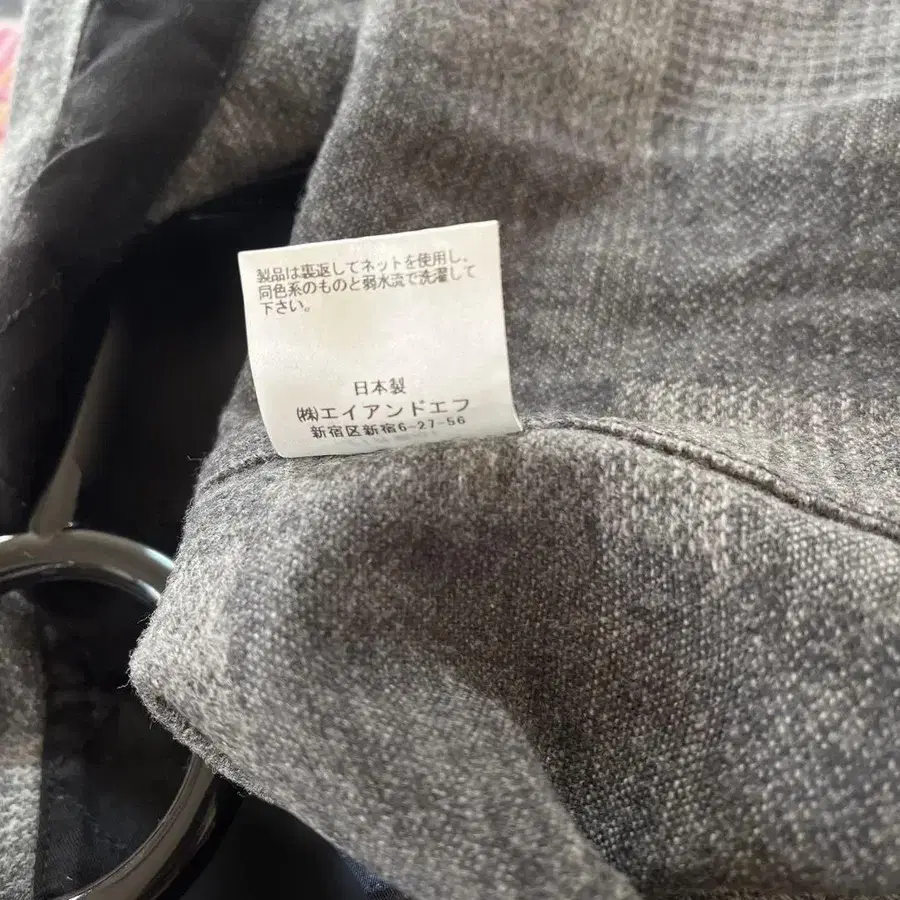 製品は裏返してネットを使用し、
同色系のものと弱水流で洗濯して
下さい。
日本製
㈱エイアンドエフ
新宿区新宿6-27-56